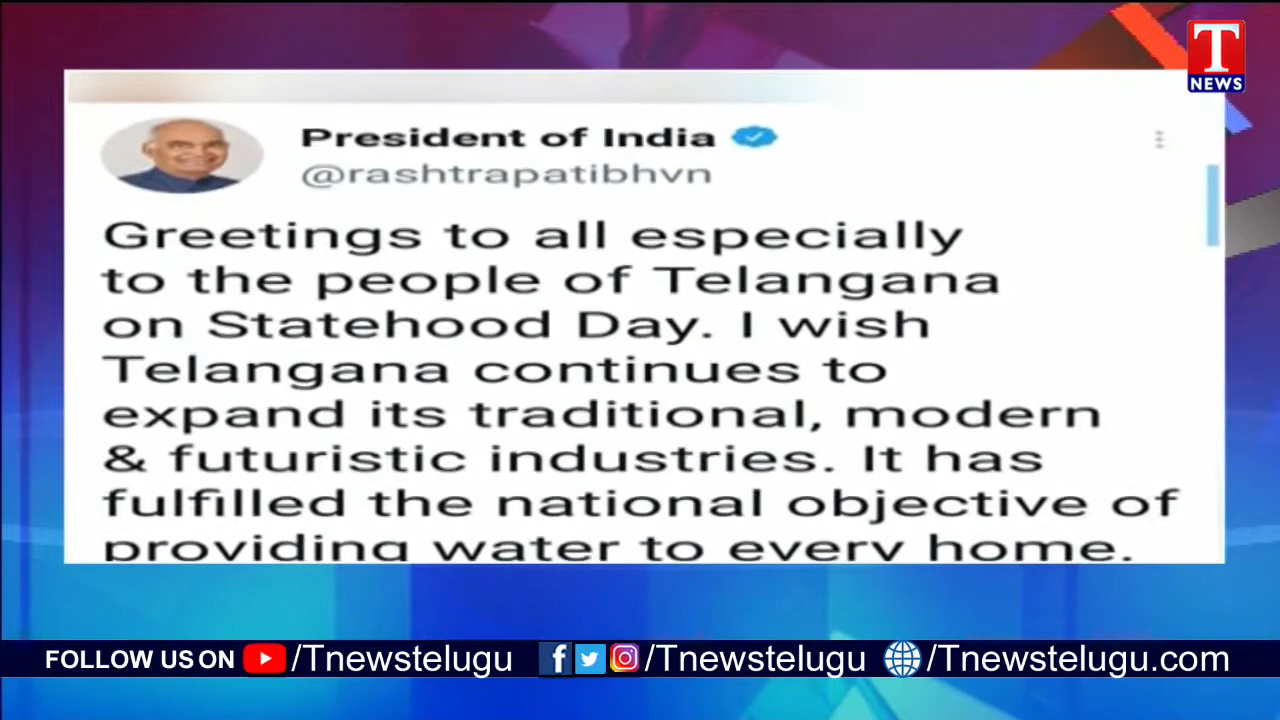 T
NEWS
President of India
@rashtrapatibhvn
Greetings to all especially
to the people of Telangana
on Statehood Day. I wish
Telangana continues to
expand its traditional, modern
& futuristic industries. It has
fulfilled the national objective of
providing water to every home.
FOLLOW US ON /Tnewstelugu /Tnewstelugu /Tnewstelugu.com